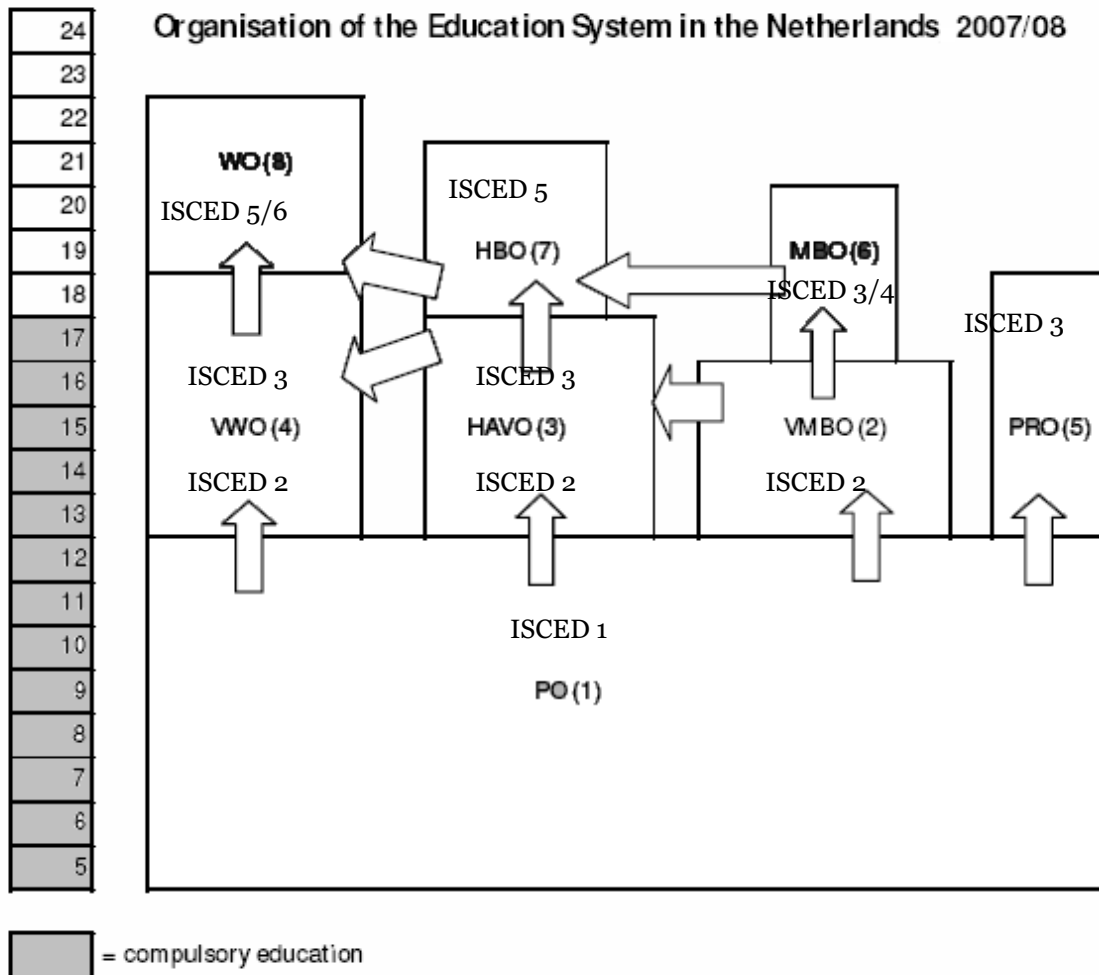 Organisation of the Education System in the Netherlands 2007/08
24
23
22
21
20
19
18
17
16
15
14
13
12
11
10
9
8
7
6
5
WO(8)
ISCED 5/6
ISCED 5
HBO (7)
MBO(6)
ISCED 3/4
ISCED 3
ISCED 3
VWO (4)
ISCED 2
ISCED 3
HAVO (3)
ISCED 2
VMBO (2)
ISCED 2
PRO (5)
ISCED 1
PO (1)
= compulsory education